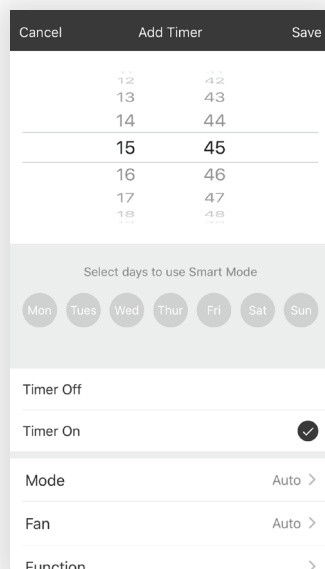 Cancel Add Timer Save
12 42
13 43
14 44
15 45
16 46
17 47
18 48
Select days to use Smart Mode
Mon Tues Wed Thur Fri Sat Sun
Timer Off
Timer On
Mode Auto >
Fan Auto >
Function >